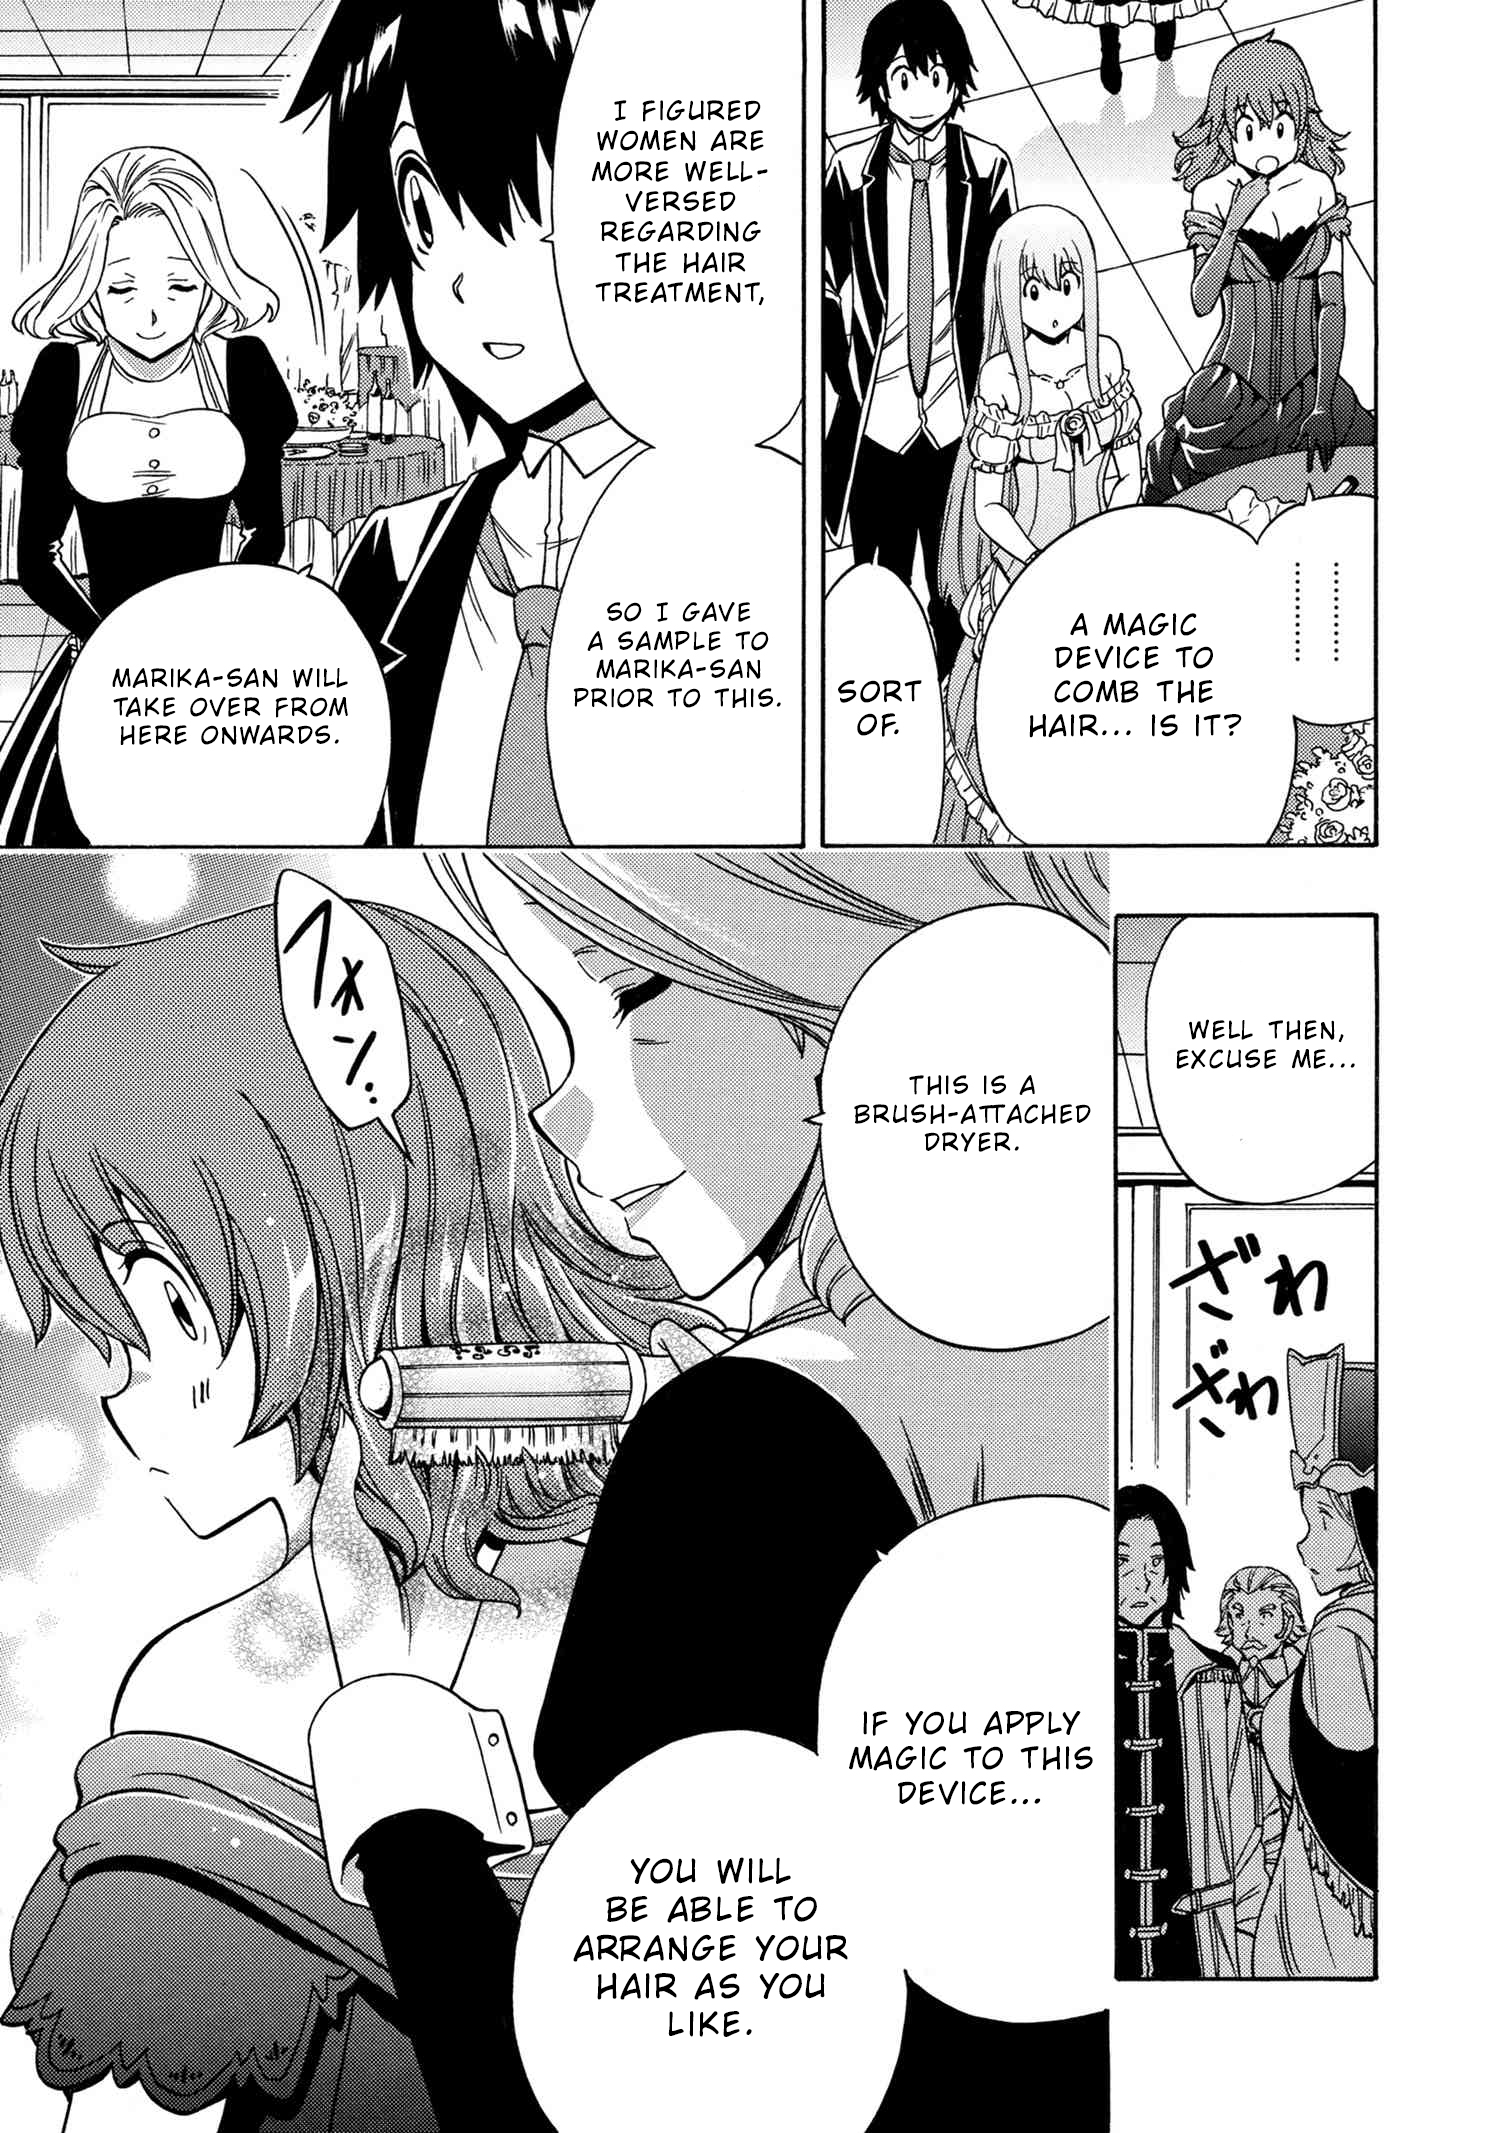 A MAGIC
DEVICE TO
COMB THE
HAIR... IS IT?
SORT
OF.
I FIGURED
WOMEN ARE
MORE WELL-
VERSED
REGARDING
THE HAIR
TREATMENT,
SO I GAVE
A SAMPLE TO
MARIKA-SAN
PRIOR TO THIS.
MARIKA-SAN WILL
TAKE OVER FROM
HERE ONWARDS.
WELL THEN,
EXCUSE ME...
ざわ
ざわ
THIS IS A
BRUSH-ATTACHED
DRYER.
フォン.
IF YOU APPLY
MAGIC TO THIS
DEVICE...
YOU WILL
BE ABLE TO
ARRANGE YOUR
HAIR AS YOU
LIKE.